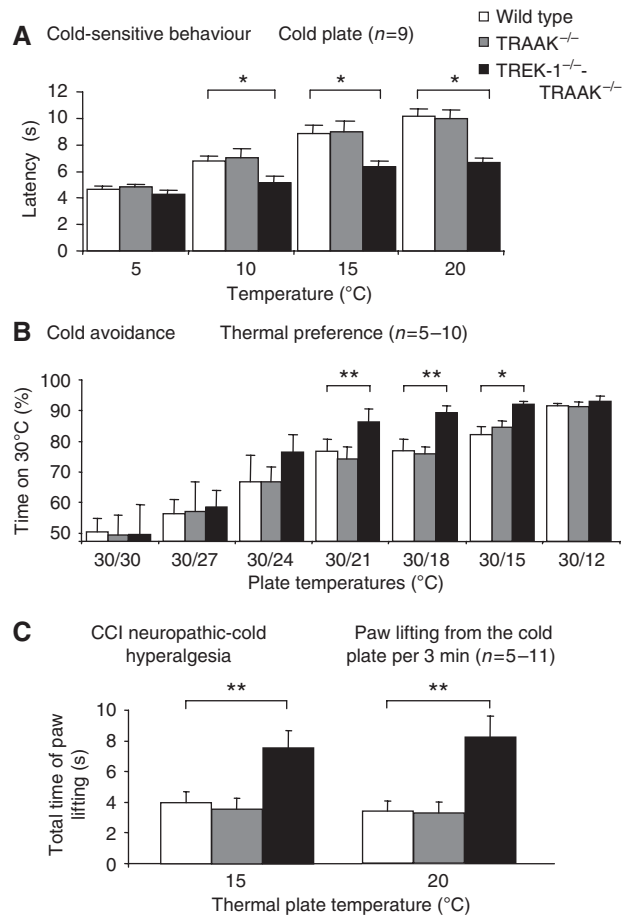 Wild type
TRAAK−/−
TREK-1−/−-
TRAAK−/−
A Cold-sensitive behaviour Cold plate (n=9)
* * *
12
10
8
6
4
2
0
Latency (s)
5 10 15 20
Temperature (°C)
B Cold avoidance Thermal preference (n=5–10)
** ** *
100
90
80
70
60
50
Time on 30°C (%)
30/30 30/27 30/24 30/21 30/18 30/15 30/12
Plate temperatures (°C)
C CCI neuropathic-cold
hyperalgesia
Paw lifting from the cold
plate per 3 min (n=5–11)
** **
10
8
6
4
2
0
Total time of paw
lifting (s)
15 20
Thermal plate temperature (°C)